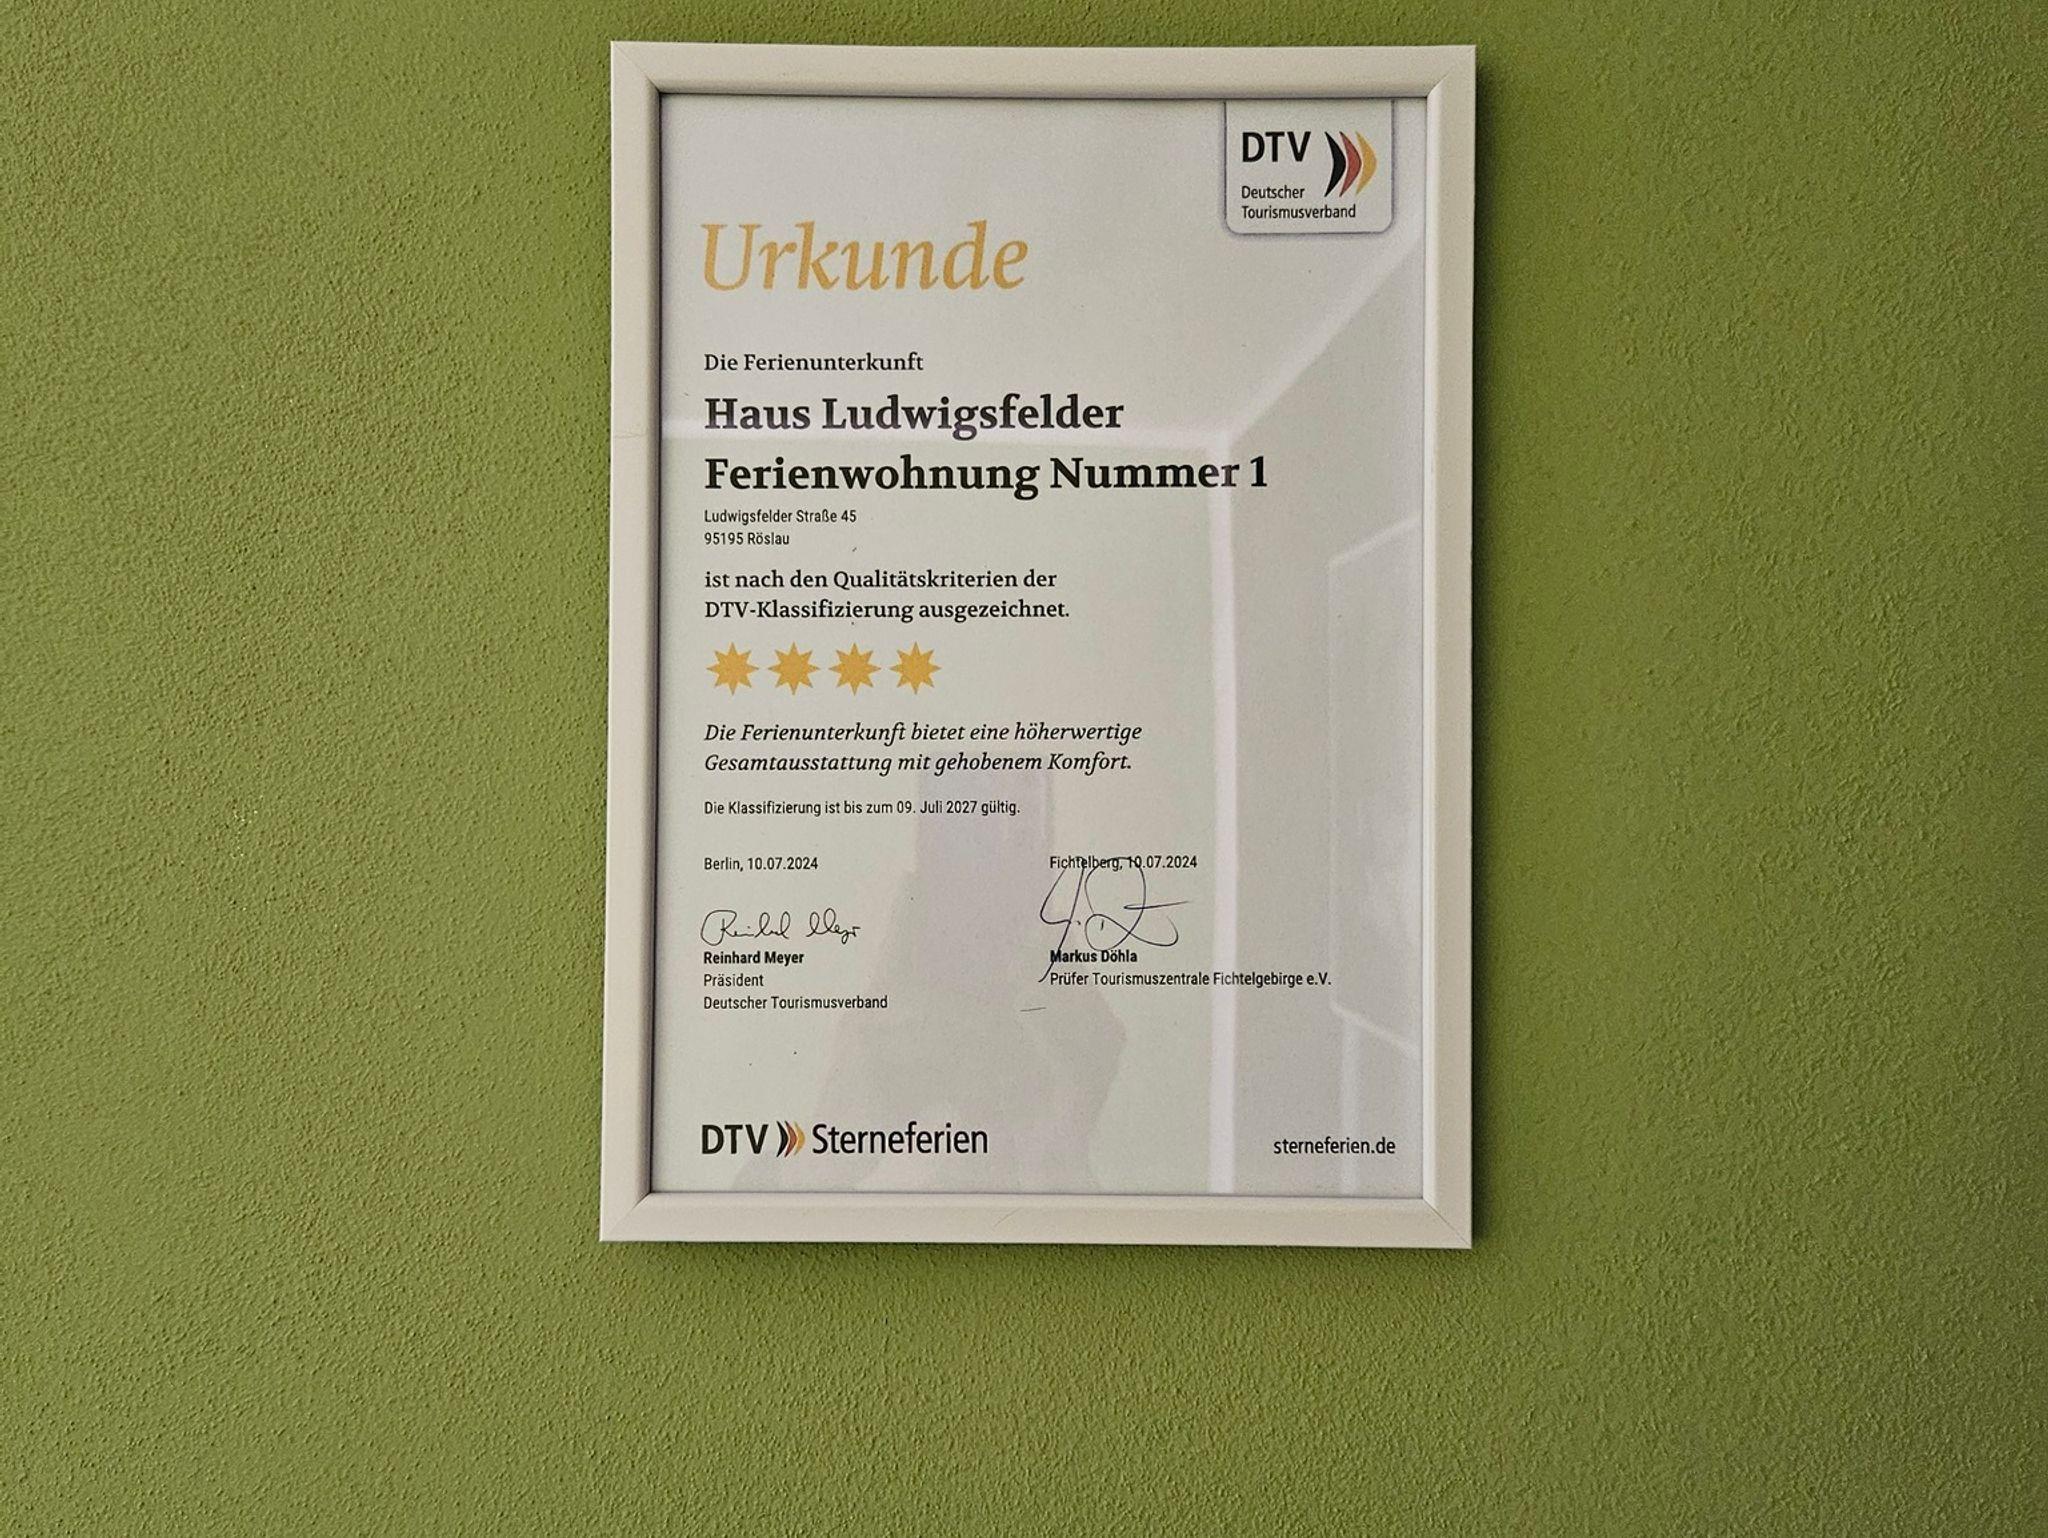 DTV
Deutscher
Tourismusverband
Urkunde
Die Ferienunterkunft
Haus Ludwigsfelder
Ferienwohnung Nummer 1
Ludwigsfelder Straße 45
95195 Röslau
ist nach den Qualitätskriterien der
DTV-Klassifizierung ausgezeichnet.
Die Ferienunterkunft bietet eine höherwertige
Gesamtausstattung mit gehobenem Komfort.
Die Klassifizierung ist bis zum 09. Juli 2027 gültig.
Berlin, 10.07.2024
Reinhard Meyer
Reinhard Meyer
Präsident
Deutscher Tourismusverband
Fichtelberg, 10.07.2024
Markus Döhla
Prüfer Tourismuszentrale Fichtelgebirge e.V.
DTV Sterneferien
sterneferien.de